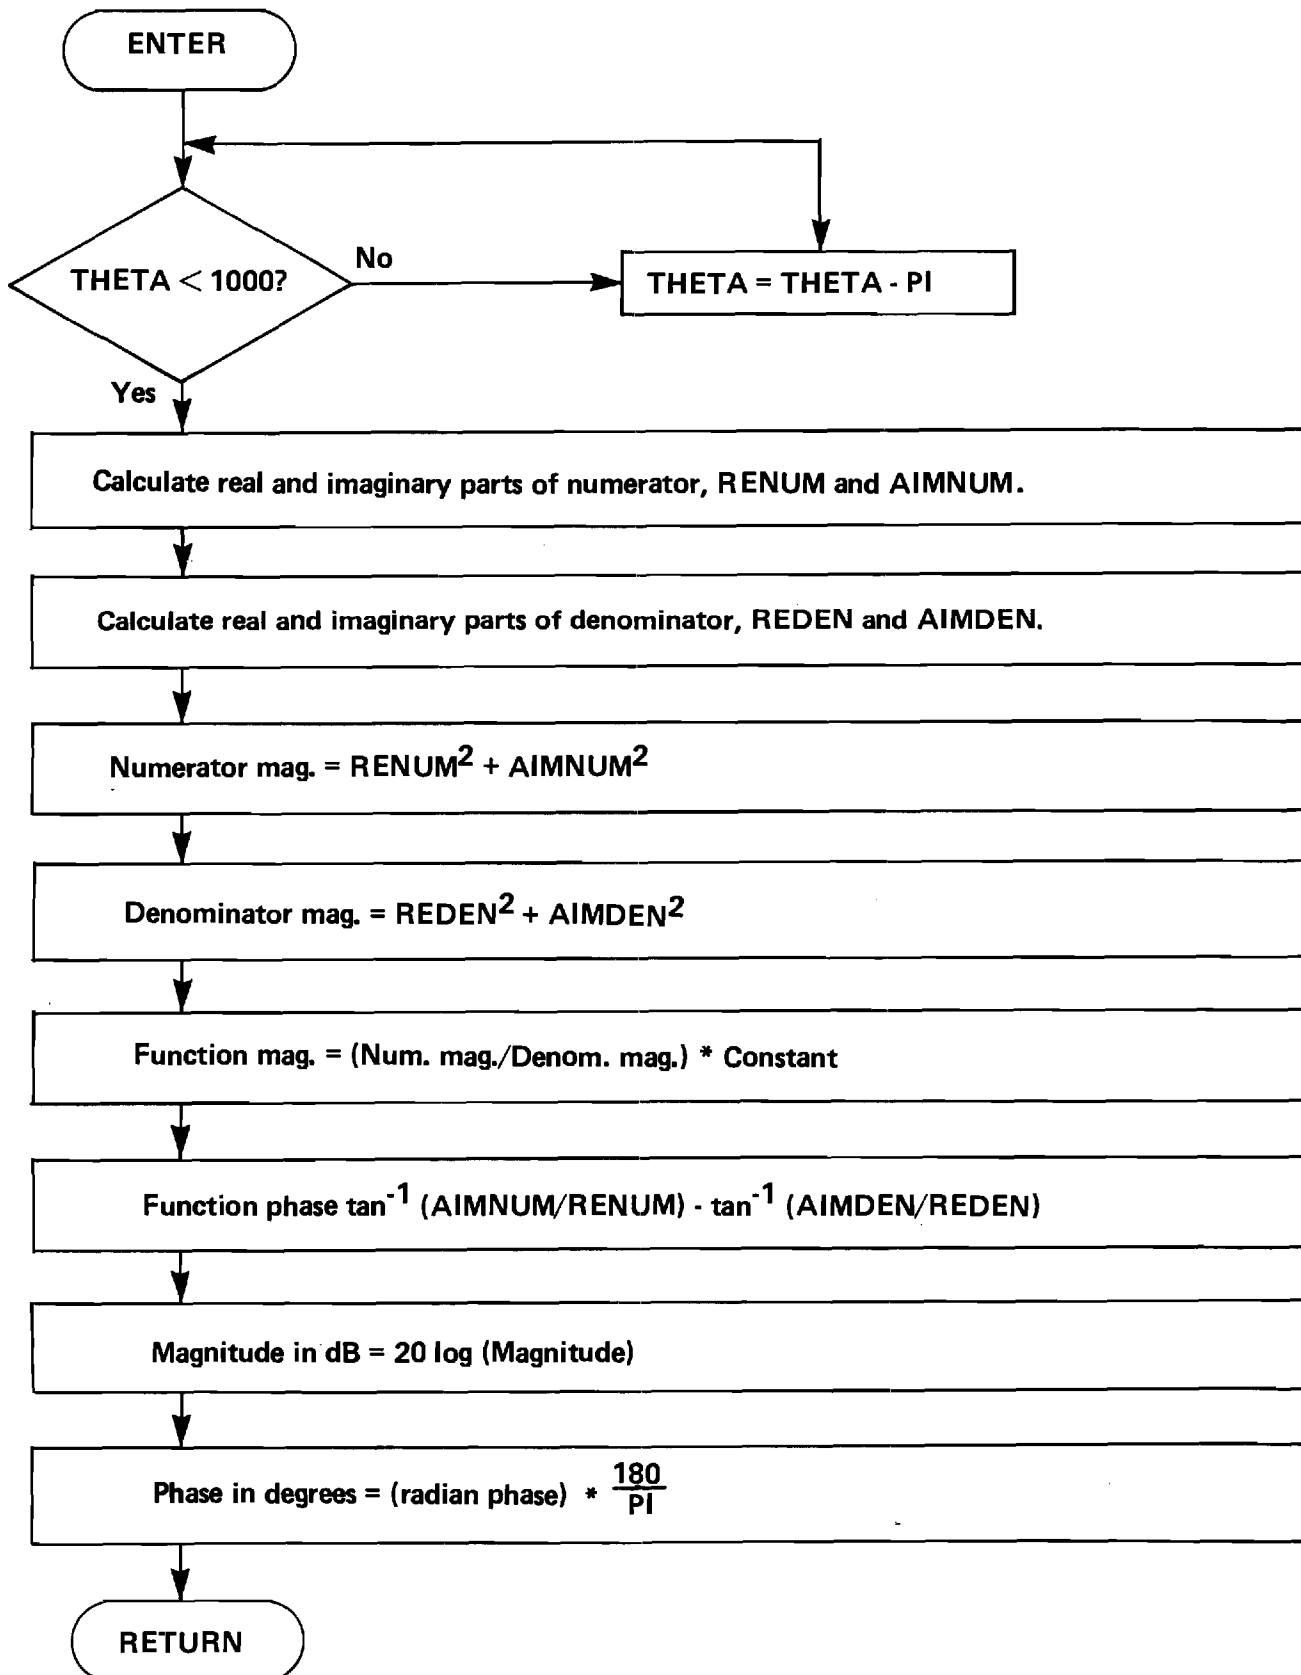 ENTER
THETA < 1000?
No
THETA = THETA - PI
Yes
Calculate real and imaginary parts of numerator, RENUM and AIMNUM.
Calculate real and imaginary parts of denominator, REDEN and AIMDEN.
Numerator mag. = RENUM² + AIMNUM²
Denominator mag. = REDEN² + AIMDEN²
Function mag. = (Num. mag./Denom. mag.) * Constant
Function phase tan⁻¹ (AIMNUM/RENUM) - tan⁻¹ (AIMDEN/REDEN)
Magnitude in dB = 20 log (Magnitude)
Phase in degrees = (radian phase) * 180/PI
RETURN